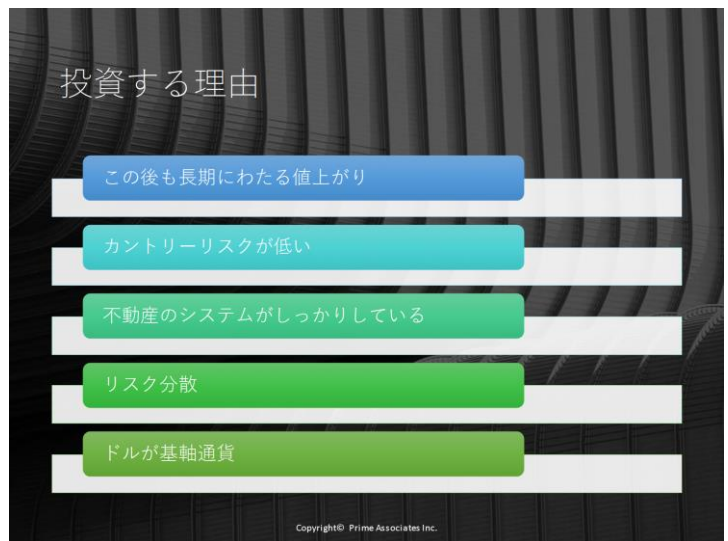 投資する理由
この後も長期にわたる値上がり
カントリーリスクが低い
不動産のシステムがしっかりしている
リスク分散
ドルが基軸通貨
Copyright© Prime Associates Inc.